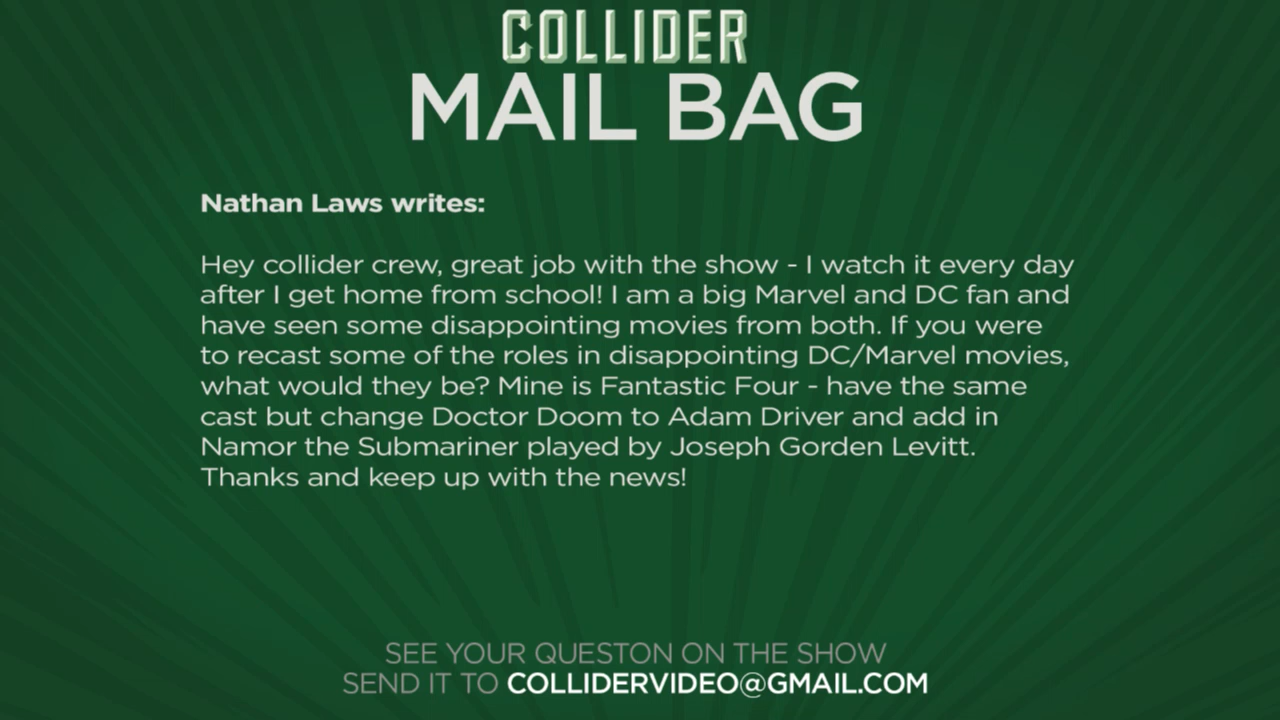 COLLIDER
MAIL BAG
Nathan Laws writes:
Hey collider crew, great job with the show - I watch it every day
after I get home from school! I am a big Marvel and DC fan and
have seen some disappointing movies from both. If you were
to recast some of the roles in disappointing DC/Marvel movies,
what would they be? Mine is Fantastic Four - have the same
cast but change Doctor Doom to Adam Driver and add in
Namor the Submariner played by Joseph Gorden Levitt.
Thanks and keep up with the news!
SEE YOUR QUESTON ON THE SHOW
SEND IT TO COLLIDERVIDEO@GMAIL.COM